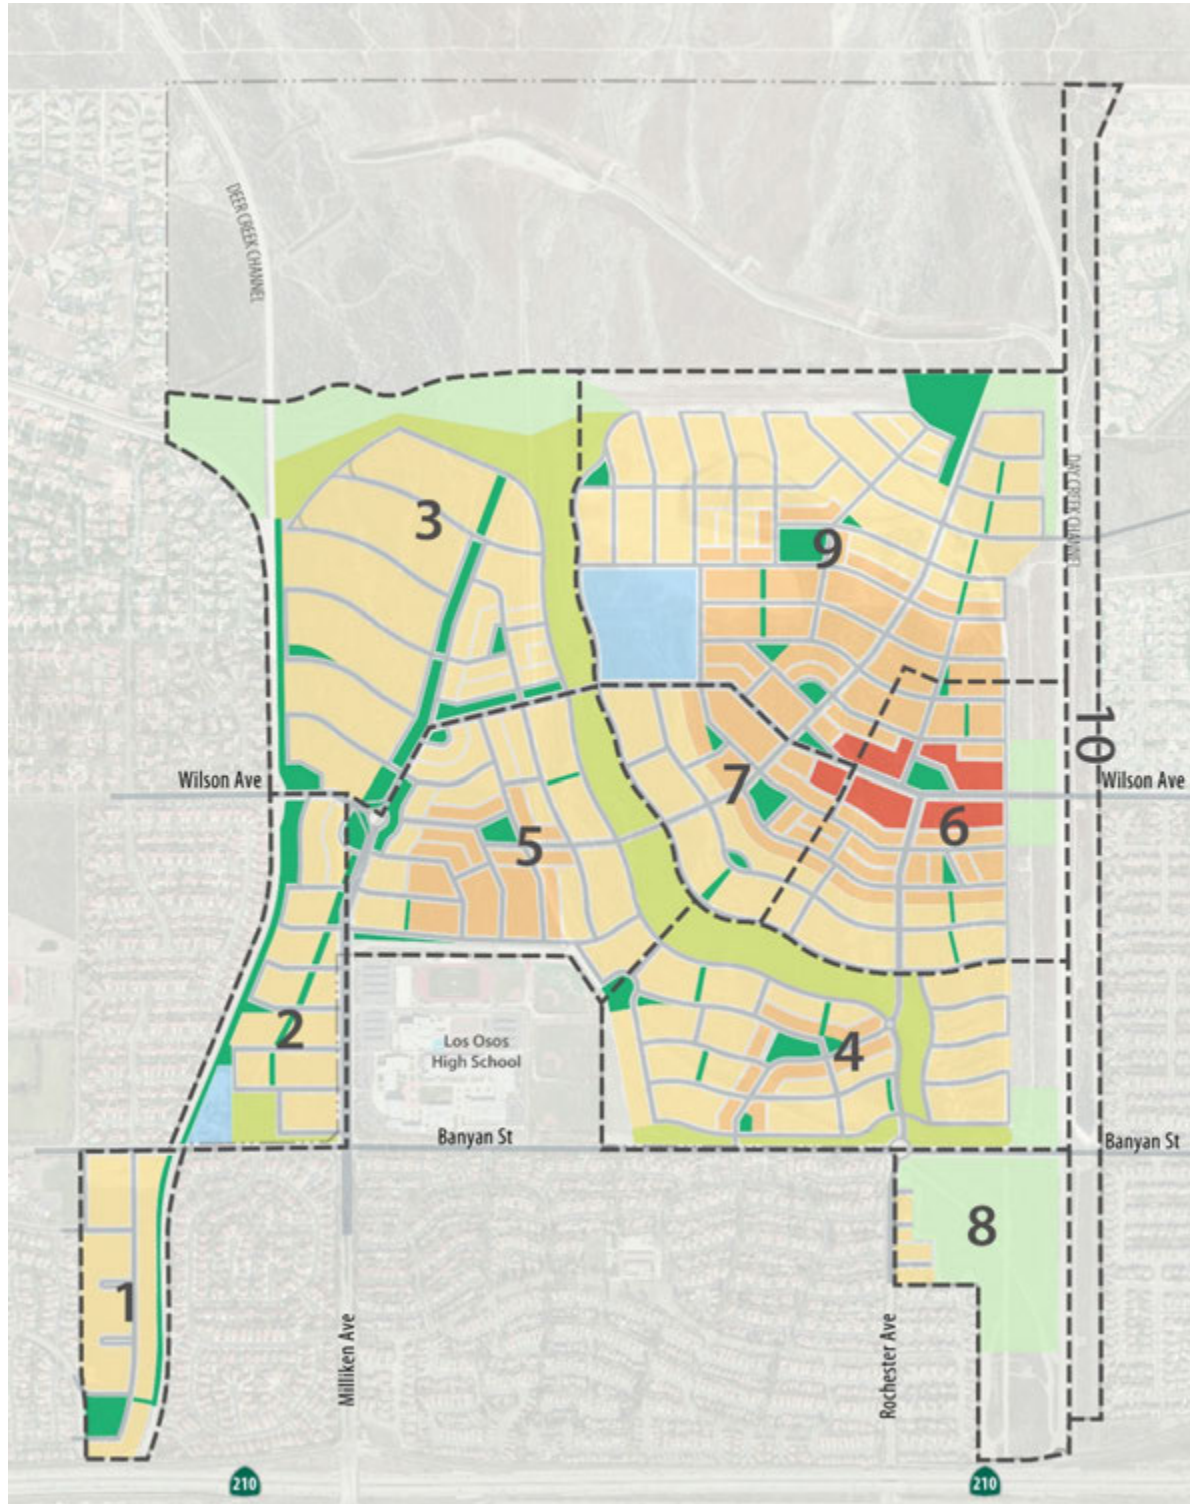 DEER CREEK CHANNEL
3
DAY CREEK CHANNEL
9
10
Wilson Ave
7
Wilson Ave
6
5
2
Los Osos
High School
4
Banyan St
Banyan St
8
1
Milliken Ave
Rochester Ave
210
210